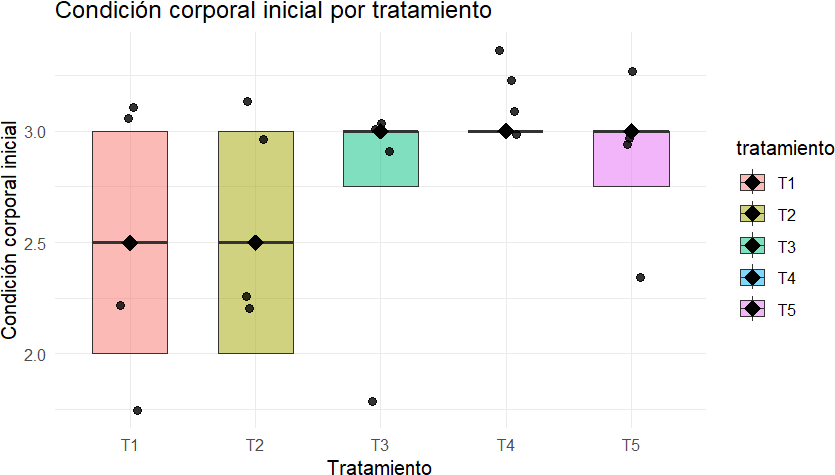 Condición corporal inicial por tratamiento
Condición corporal inicial
3.0
2.5
2.0
T1
T2
T3
T4
T5
Tratamiento
tratamiento
T1
T2
T3
T4
T5